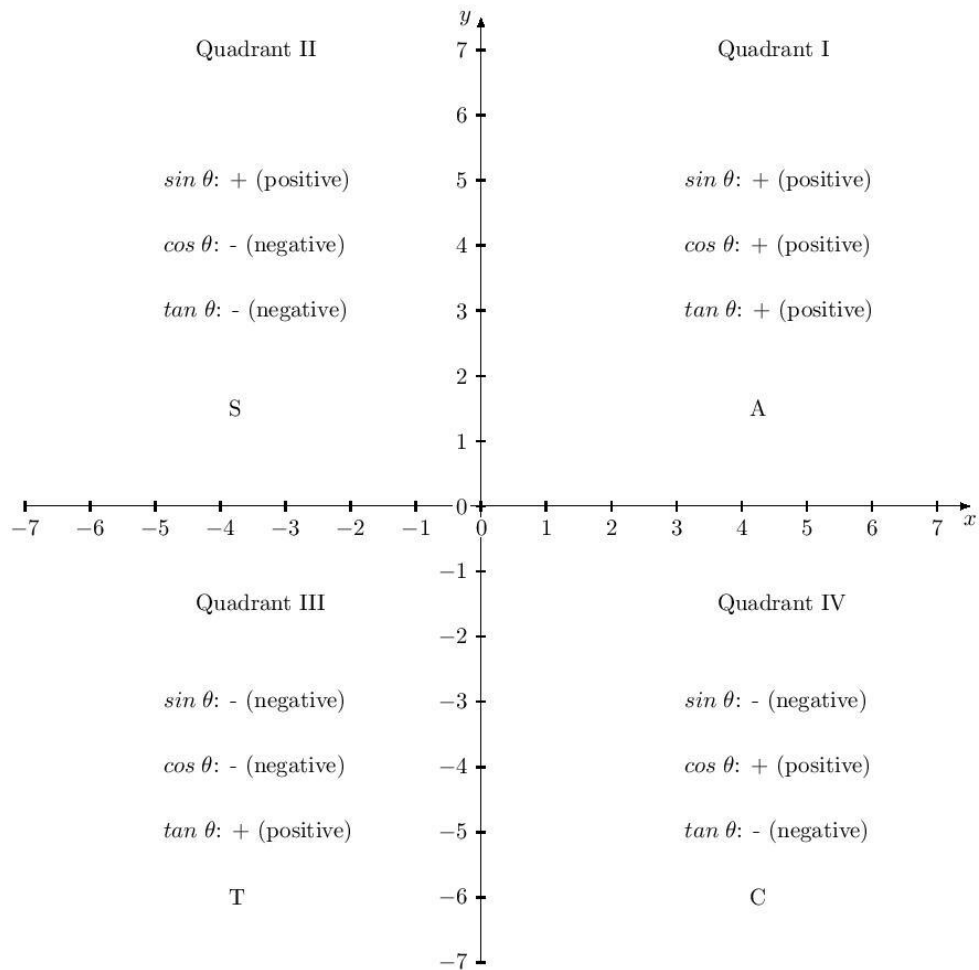 y
Quadrant II
Quadrant I
7
6
sin θ: + (positive)
5
sin θ: + (positive)
cos θ: - (negative)
4
cos θ: + (positive)
tan θ: - (negative)
3
tan θ: + (positive)
2
S
A
1
0
−7 −6 −5 −4 −3 −2 −1 0 1 2 3 4 5 6 7
x
−1
Quadrant III
Quadrant IV
−2
sin θ: - (negative)
−3
sin θ: - (negative)
cos θ: - (negative)
−4
cos θ: + (positive)
tan θ: + (positive)
−5
tan θ: - (negative)
T
−6
C
−7